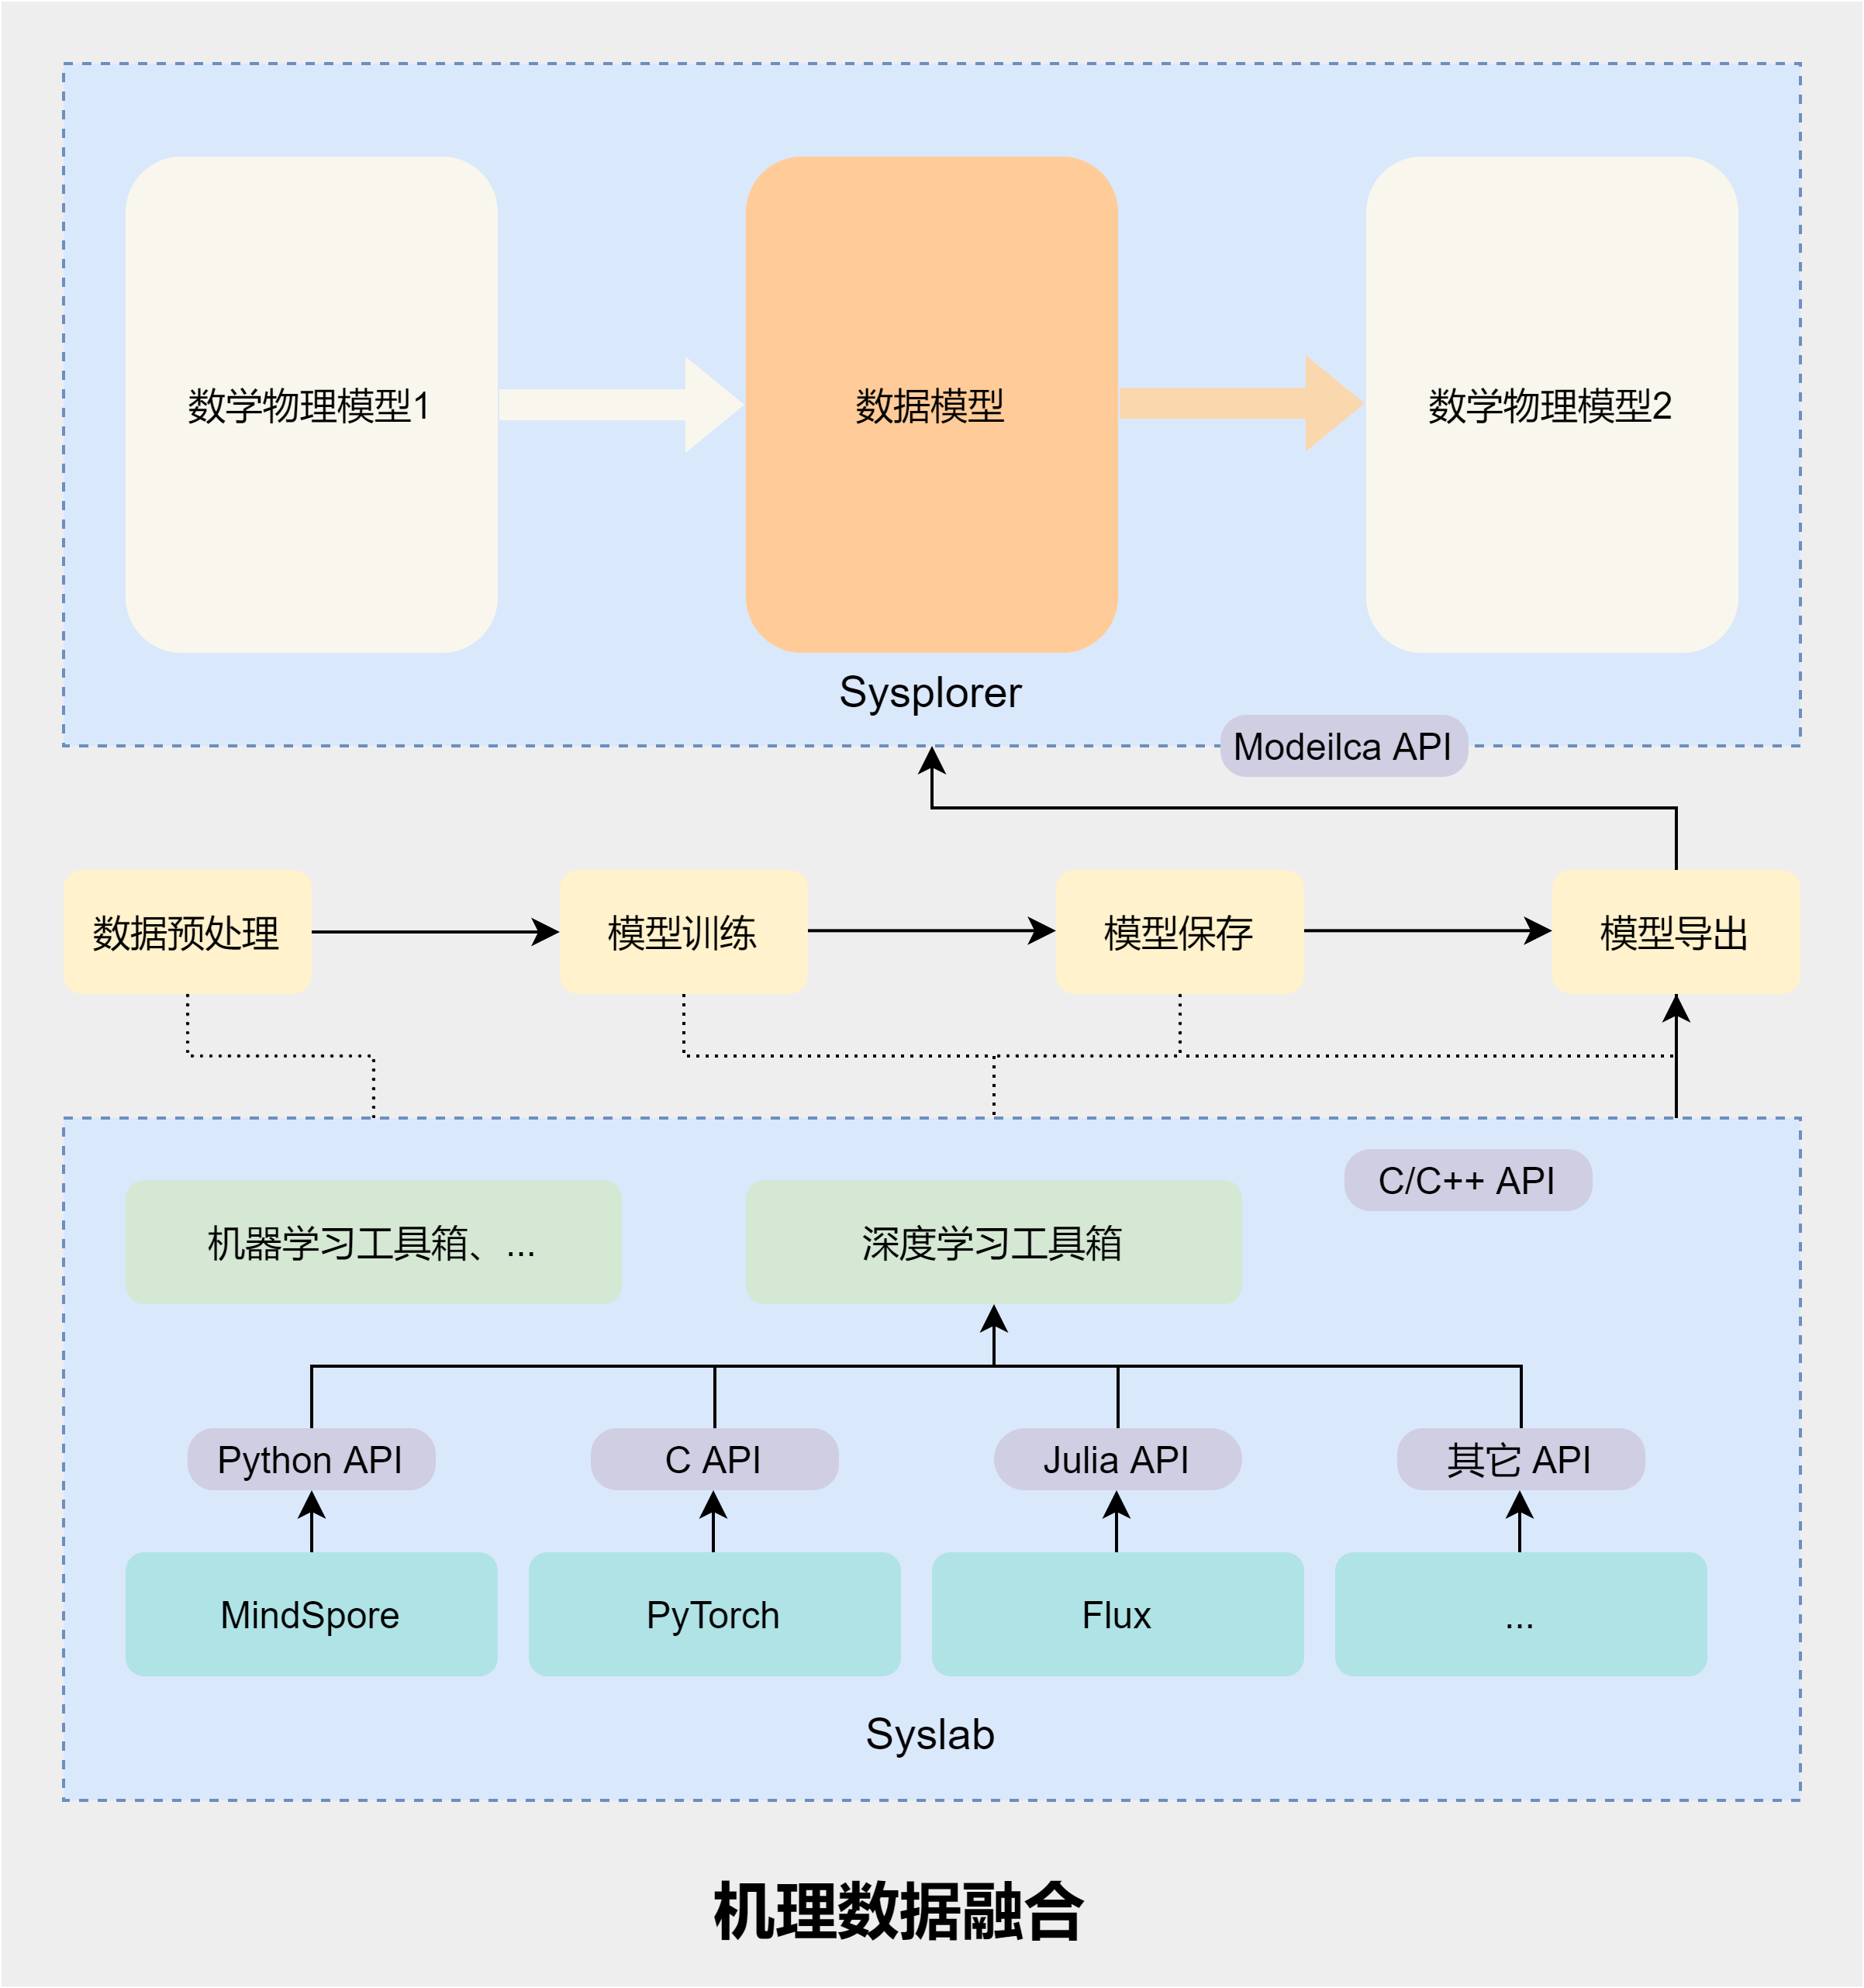 数学物理模型1
数据模型
数学物理模型2
Sysplorer
Modeilca API
数据预处理
模型训练
模型保存
模型导出
C/C++ API
机器学习工具箱、...
深度学习工具箱
Python API
C API
Julia API
其它 API
MindSpore
PyTorch
Flux
...
Syslab
机理数据融合